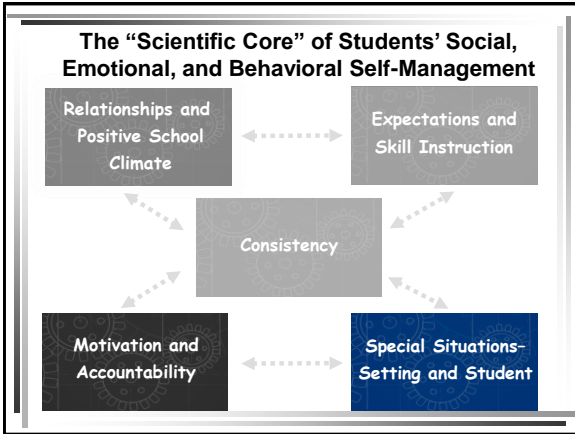 The “Scientific Core” of Students’ Social,
Emotional, and Behavioral Self-Management
Relationships and
Positive School
Climate
Expectations and
Skill Instruction
Consistency
Motivation and
Accountability
Special Situations–
Setting and Student